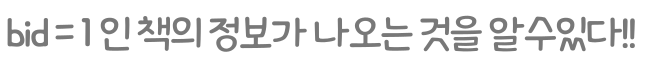 bid = 1 인 책의 정보가 나오는 것을 알 수있다!!